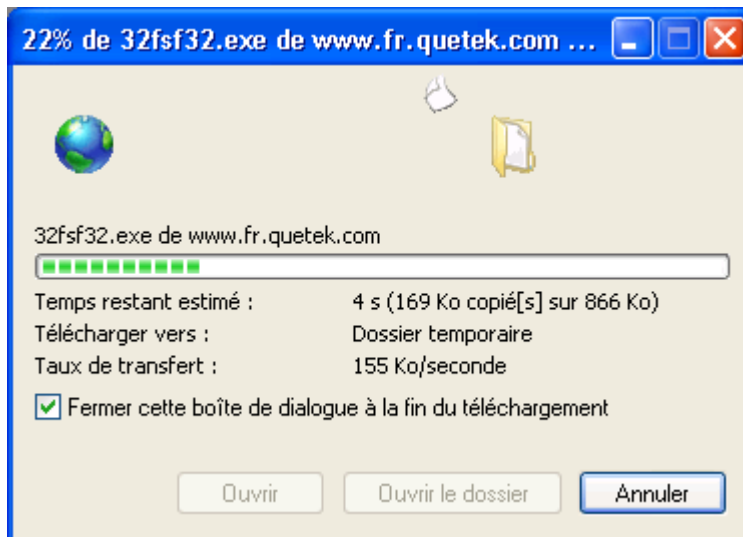 22% de 32fsf32.exe de www.fr.quetek.com ...
32fsf32.exe de www.fr.quetek.com
Temps restant estimé : 4 s (169 Ko copié[s] sur 866 Ko)
Télécharger vers : Dossier temporaire
Taux de transfert : 155 Ko/seconde
Fermer cette boîte de dialogue à la fin du téléchargement
Ouvrir Ouvrir le dossier Annuler